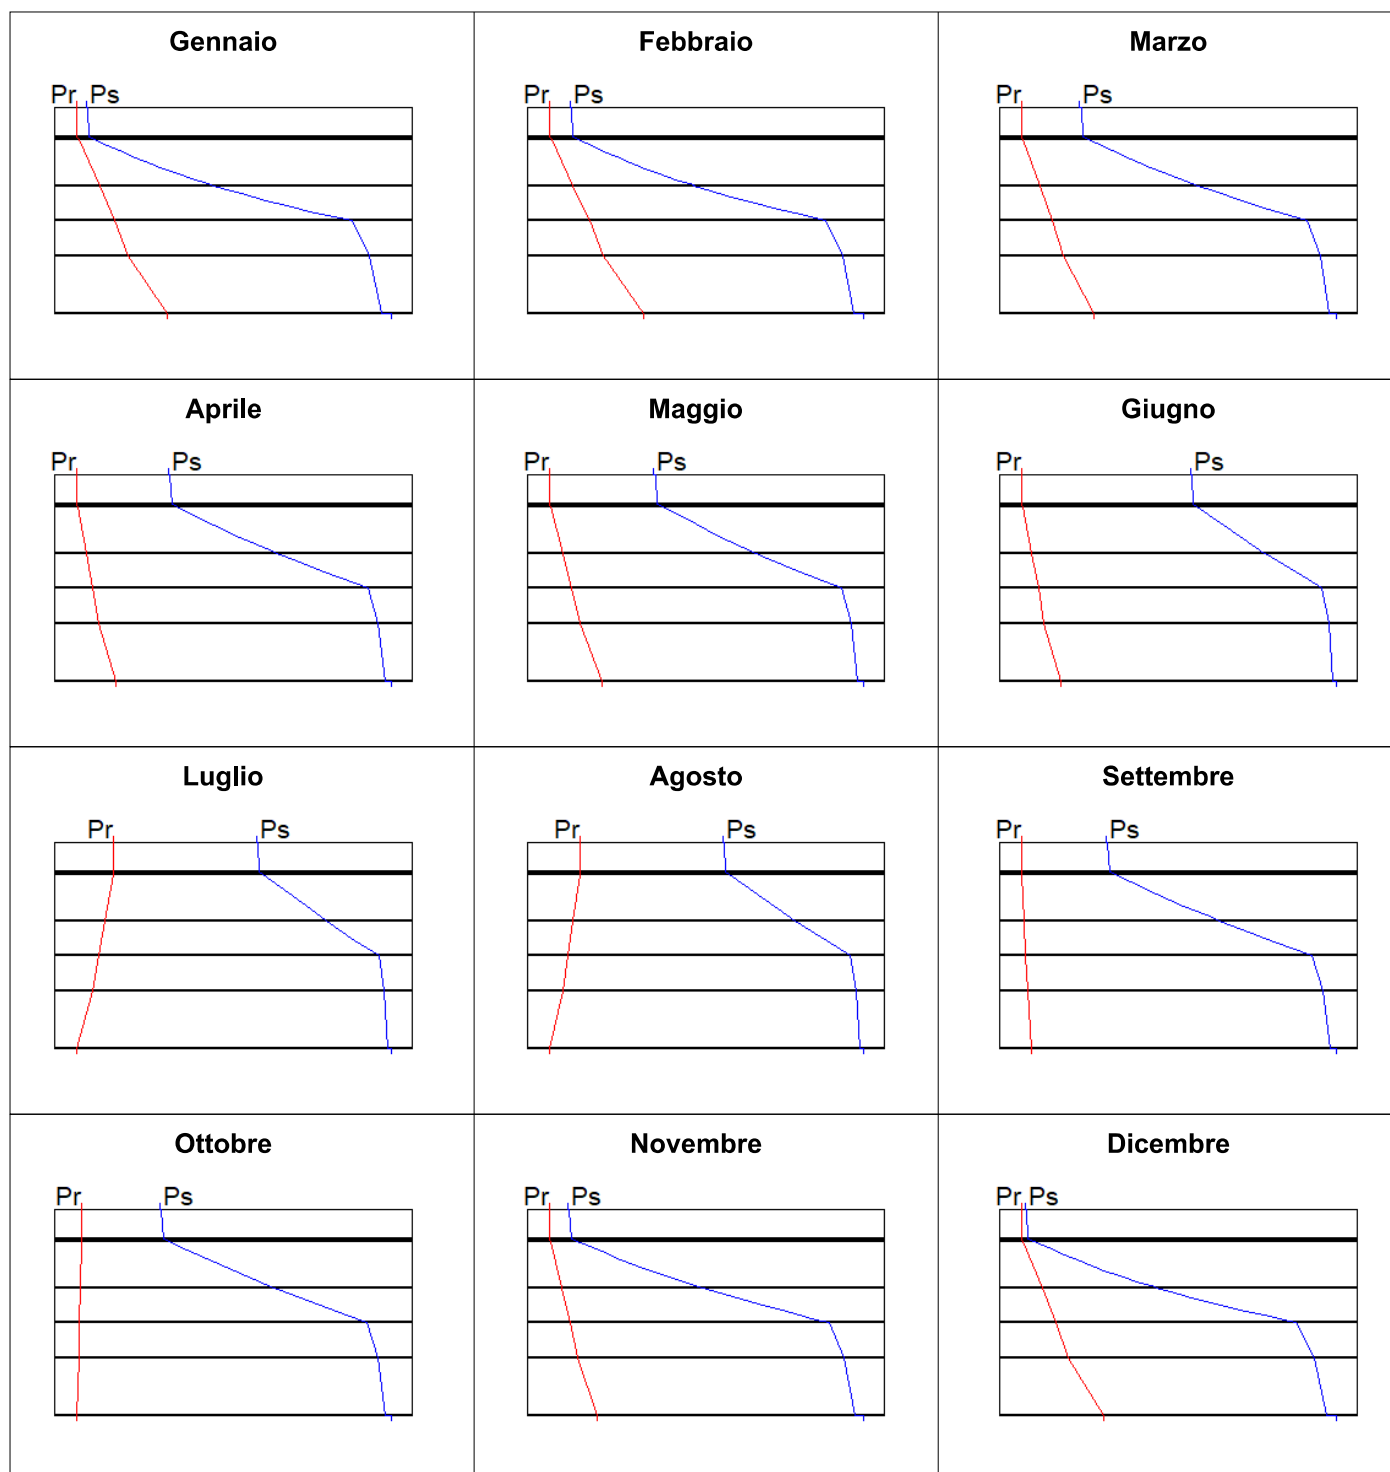 Gennaio
Febbraio
Marzo
Pr Ps
Pr Ps
Pr Ps
Aprile
Maggio
Giugno
Pr Ps
Pr Ps
Pr Ps
Luglio
Agosto
Settembre
Pr Ps
Pr Ps
Pr Ps
Ottobre
Novembre
Dicembre
Pr Ps
Pr Ps
Pr Ps